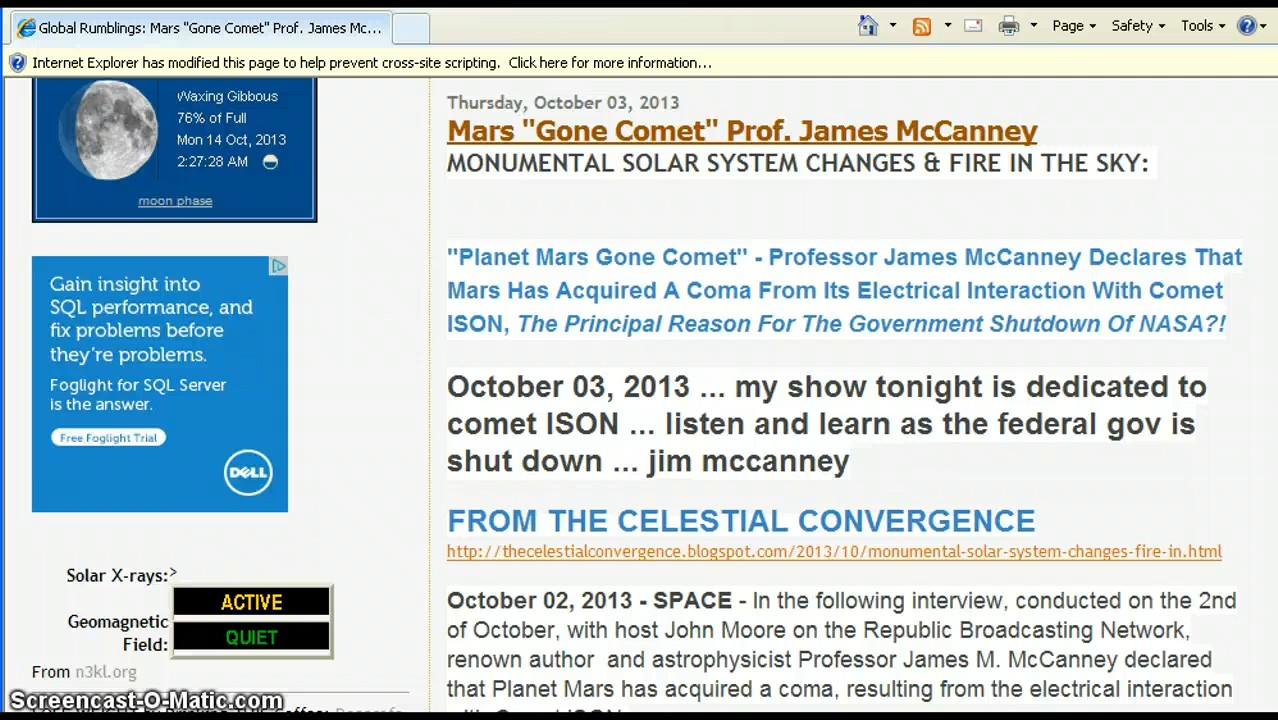 Global Rumblings: Mars "Gone Comet" Prof. James Mc...
Page
Safety
Tools
Internet Explorer has modified this page to help prevent cross-site scripting. Click here for more information...
Waxing Gibbous
76% of Full
Mon 14 Oct, 2013
2:27:28 AM
moon phase
Gain insight into
SQL performance, and
fix problems before
they're problems.
Foglight for SQL Server
is the answer.
Free Foglight Trial
DELL
Solar X-rays:>
ACTIVE
Geomagnetic
Field:
QUIET
From n3kl.org
Thursday, October 03, 2013
Mars "Gone Comet" Prof. James McCanney
MONUMENTAL SOLAR SYSTEM CHANGES & FIRE IN THE SKY:
"Planet Mars Gone Comet" - Professor James McCanney Declares That
Mars Has Acquired A Coma From Its Electrical Interaction With Comet
ISON, The Principal Reason For The Government Shutdown Of NASA?!
October 03, 2013 ... my show tonight is dedicated to
comet ISON ... listen and learn as the federal gov is
shut down ... jim mccanney
FROM THE CELESTIAL CONVERGENCE
http://thecelestialconvergence.blogspot.com/2013/10/monumental-solar-system-changes-fire-in.html
October 02, 2013 - SPACE - In the following interview, conducted on the 2nd
of October, with host John Moore on the Republic Broadcasting Network,
renown author and astrophysicist Professor James M. McCanney declared
that Planet Mars has acquired a coma, resulting from the electrical interaction
Screencast-O-Matic.com